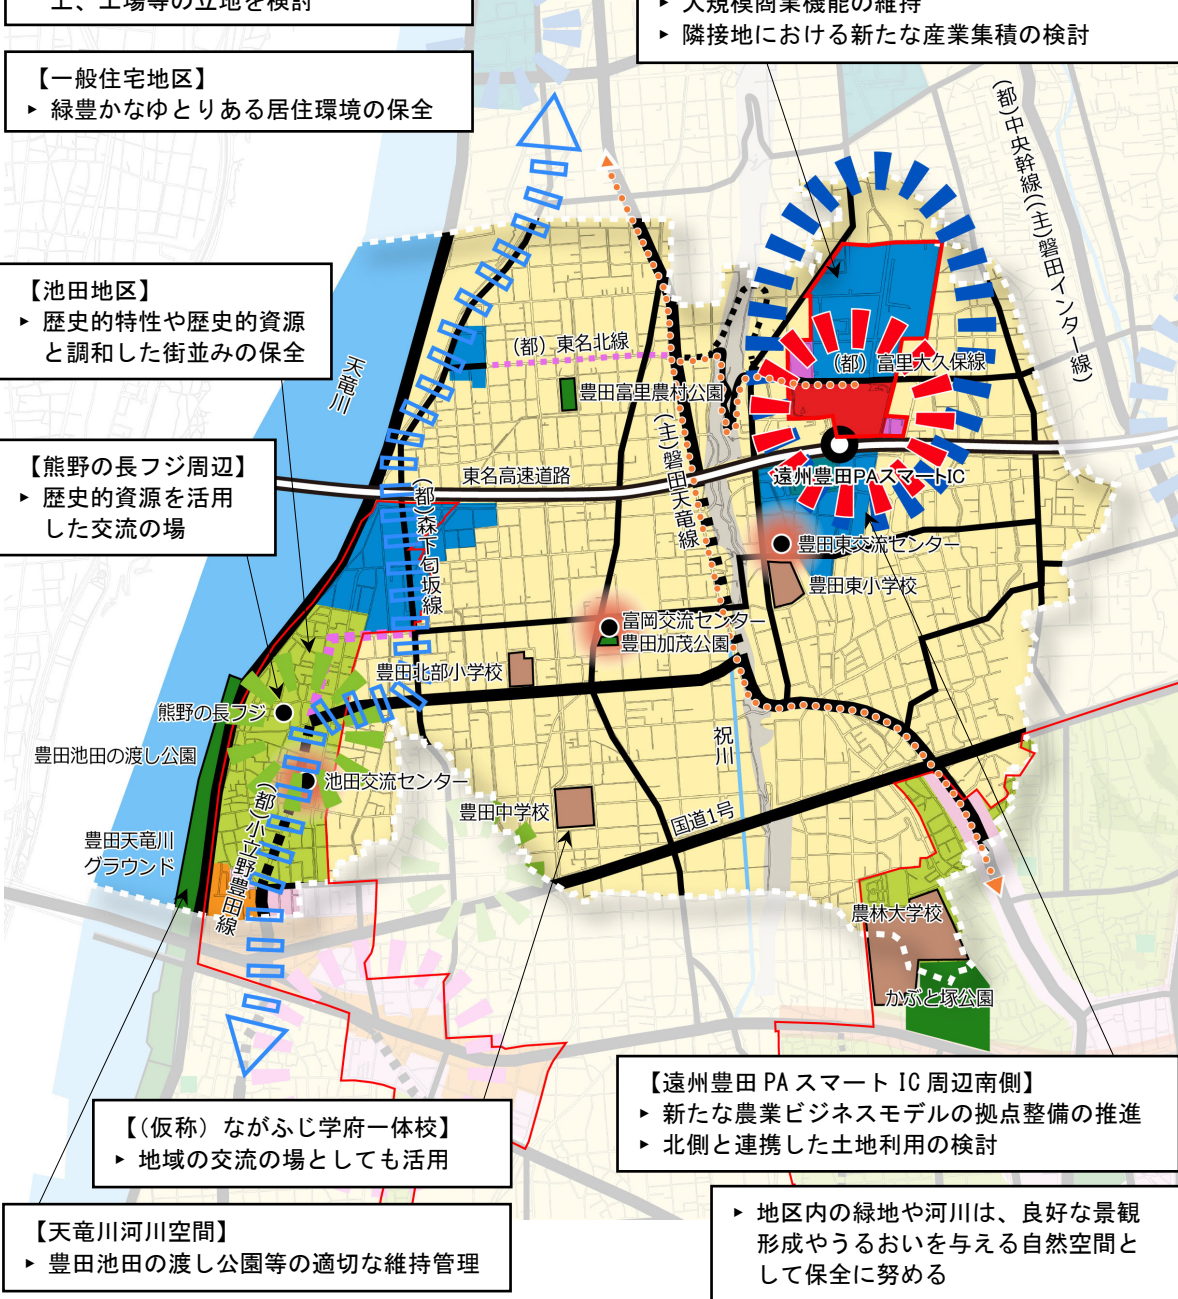 工、工場等の立地を検討
▸ 大規模商業機能の維持
▸ 隣接地における新たな産業集積の検討
【一般住宅地区】
▸ 緑豊かなゆとりある居住環境の保全
(都)中央幹線((主)磐田インター線)
【池田地区】
▸ 歴史的特性や歴史的資源
と調和した街並みの保全
天竜川
(都)東名北線
(都)富里大久保線
豊田富里農村公園
(主)磐田天竜線
【熊野の長フジ周辺】
▸ 歴史的資源を活用
した交流の場
東名高速道路
遠州豊田PAスマートIC
(都)森下匂坂線
豊田東交流センター
豊田東小学校
富岡交流センター
豊田加茂公園
豊田北部小学校
熊野の長フジ
豊田池田の渡し公園
池田交流センター
祝川
豊田中学校
国道1号
(都)小立野豊田線
豊田天竜川
グラウンド
農林大学校
かぶと塚公園
【遠州豊田 PA スマート IC 周辺南側】
▸ 新たな農業ビジネスモデルの拠点整備の推進
▸ 北側と連携した土地利用の検討
【(仮称) ながふじ学府一体校】
▸ 地域の交流の場としても活用
▸ 地区内の緑地や河川は、良好な景観
形成やうるおいを与える自然空間と
して保全に努める
【天竜川河川空間】
▸ 豊田池田の渡し公園等の適切な維持管理